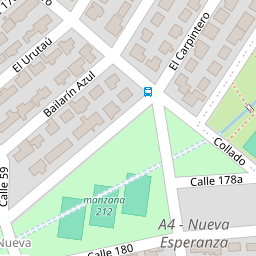 178
El Urutaú
Bailarín Azul
El Carpintero
Collado
Calle 59
manzana
212
Calle 178a
A4 - Nueva
Esperanza
Nueva
Calle 180